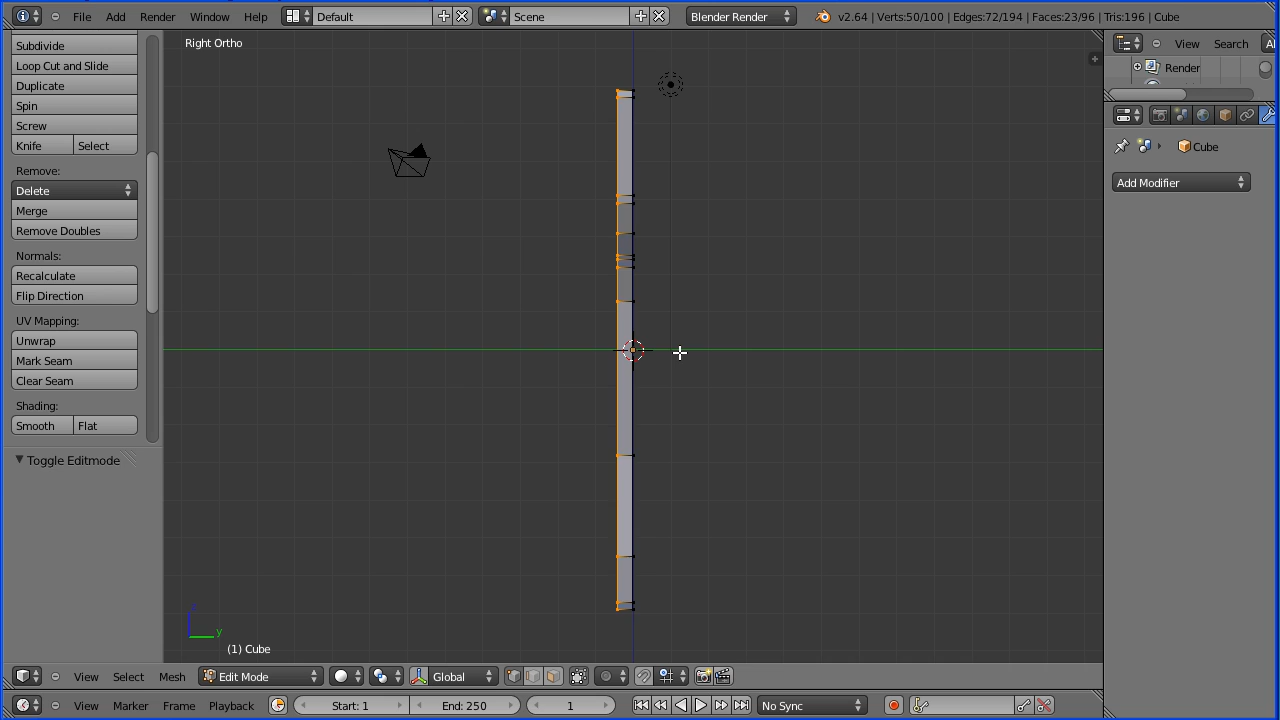 File Add Render Window Help Default Scene Blender Render v2.64 | Verts:50/100 | Edges:72/194 | Faces:23/96 | Tris:196 | Cube
Subdivide
Loop Cut and Slide
Duplicate
Spin
Screw
Knife Select
Remove:
Delete
Merge
Remove Doubles
Normals:
Recalculate
Flip Direction
UV Mapping:
Unwrap
Mark Seam
Clear Seam
Shading:
Smooth Flat
Toggle Editmode
Right Ortho
z
y
(1) Cube
View Search
Render
Cube
Add Modifier
View Select Mesh Edit Mode Global
View Marker Frame Playback Start: 1 End: 250 1 No Sync